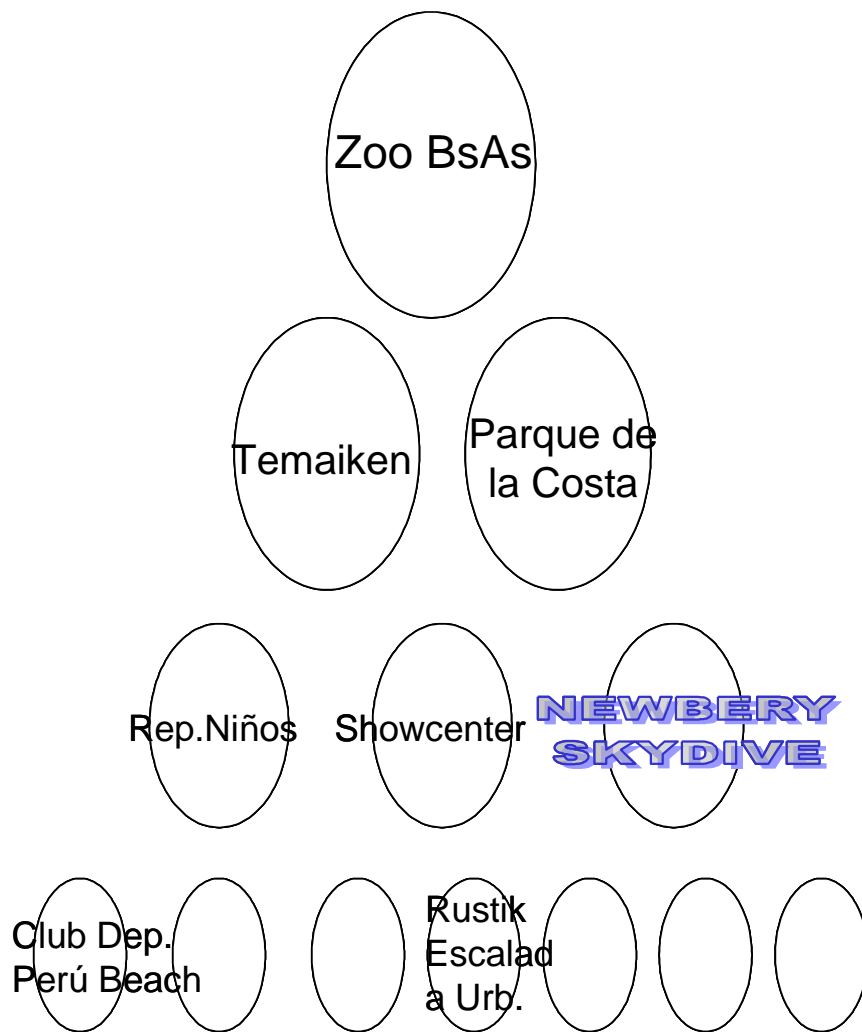 Zoo BsAs
Temaiken
Parque de
la Costa
Rep.Niños
Showcenter
NEWBERY
SKYDIVE
Club Dep.
Perú Beach
Rustik
Escalad
a Urb.